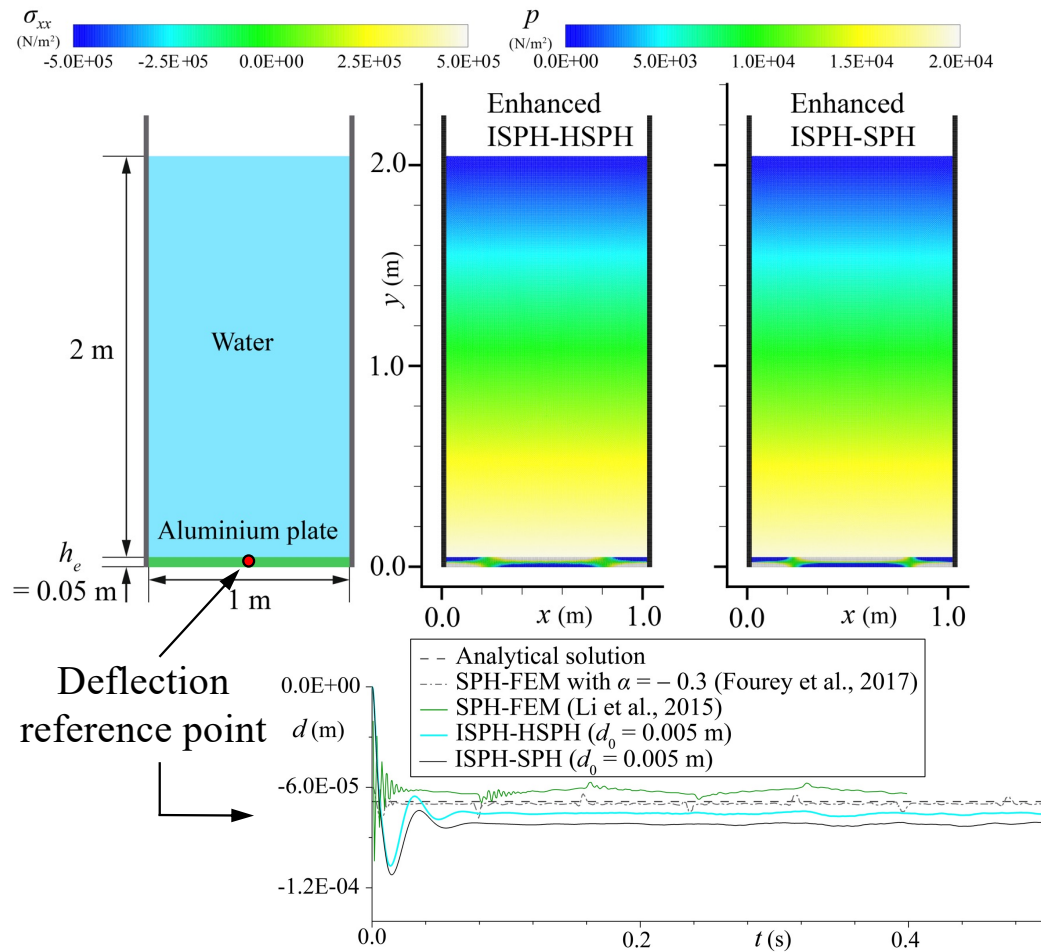 σxx
(N/m²)
-5.0E+05 -2.5E+05 0.0E+00 2.5E+05 5.0E+05
p
(N/m²)
0.0E+00 5.0E+03 1.0E+04 1.5E+04 2.0E+04
2 m
Water
Aluminium plate
he
= 0.05 m
1 m
Enhanced
ISPH-HSPH
2.0
y (m)
1.0
0.0
0.0 x (m) 1.0
Enhanced
ISPH-SPH
0.0 x (m) 1.0
Deflection
reference point
Analytical solution
SPH-FEM with α = − 0.3 (Fourey et al., 2017)
SPH-FEM (Li et al., 2015)
ISPH-HSPH (d0 = 0.005 m)
ISPH-SPH (d0 = 0.005 m)
0.0E+00
d (m)
-6.0E-05
-1.2E-04
0.0 0.2 t (s) 0.4